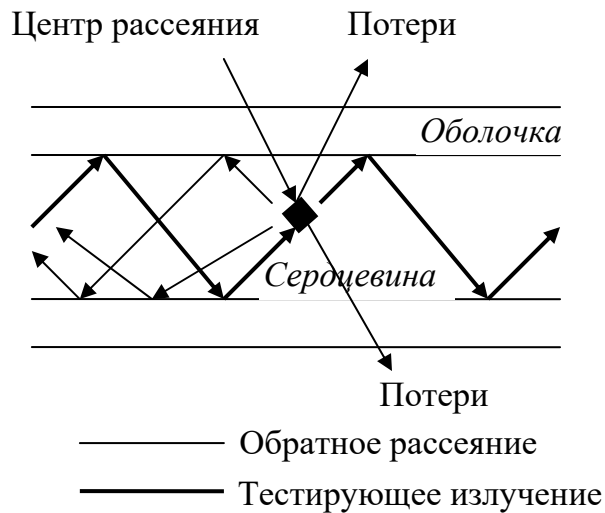 Центр рассеяния Потери
Оболочка
Сердцевина
Потери
Обратное рассеяние
Тестирующее излучение